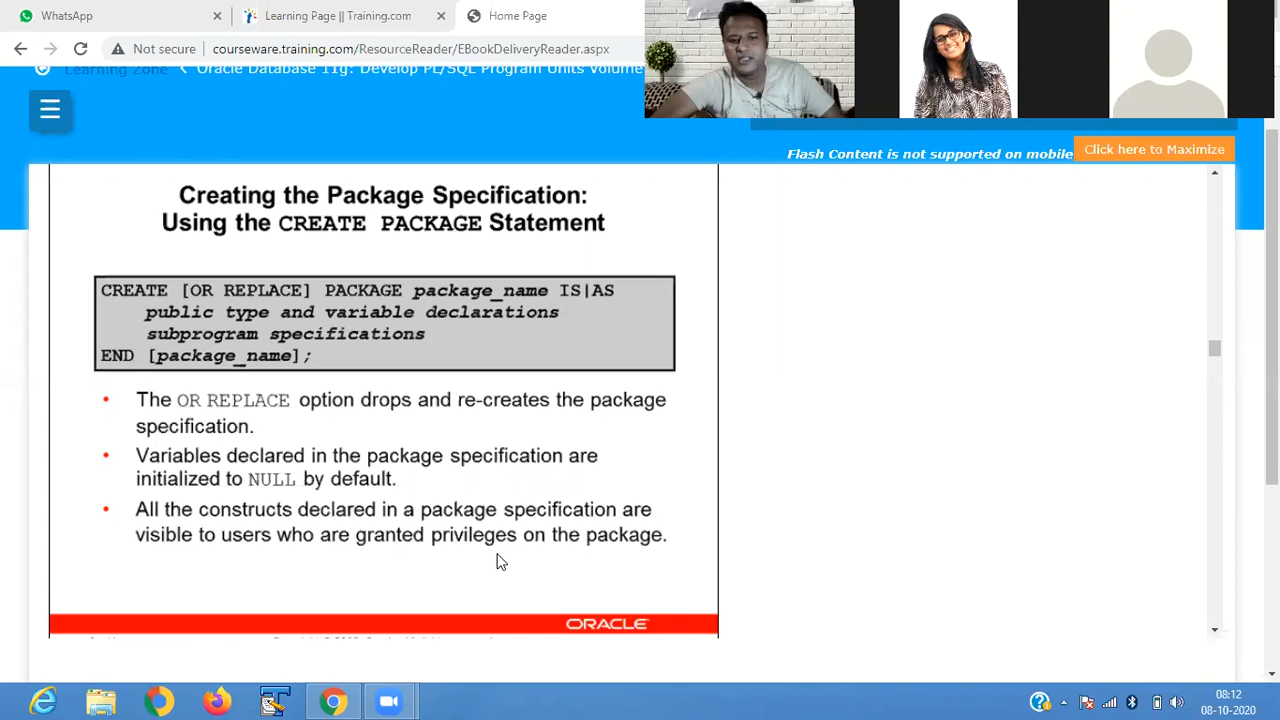 WhatsApp
Learning Page || Training.com
Home Page
Not secure
courseware.training.com/ResourceReader/EBookDeliveryReader.aspx
Learning Zone
Oracle Database 11g: Develop PL/SQL Program Units Volume
Flash Content is not supported on mobile
Click here to Maximize
Creating the Package Specification:
Using the CREATE PACKAGE Statement
CREATE [OR REPLACE] PACKAGE package_name IS|AS
public type and variable declarations
subprogram specifications
END [package_name];
• The OR REPLACE option drops and re-creates the package
specification.
• Variables declared in the package specification are
initialized to NULL by default.
• All the constructs declared in a package specification are
visible to users who are granted privileges on the package.
ORACLE
08:12
08-10-2020